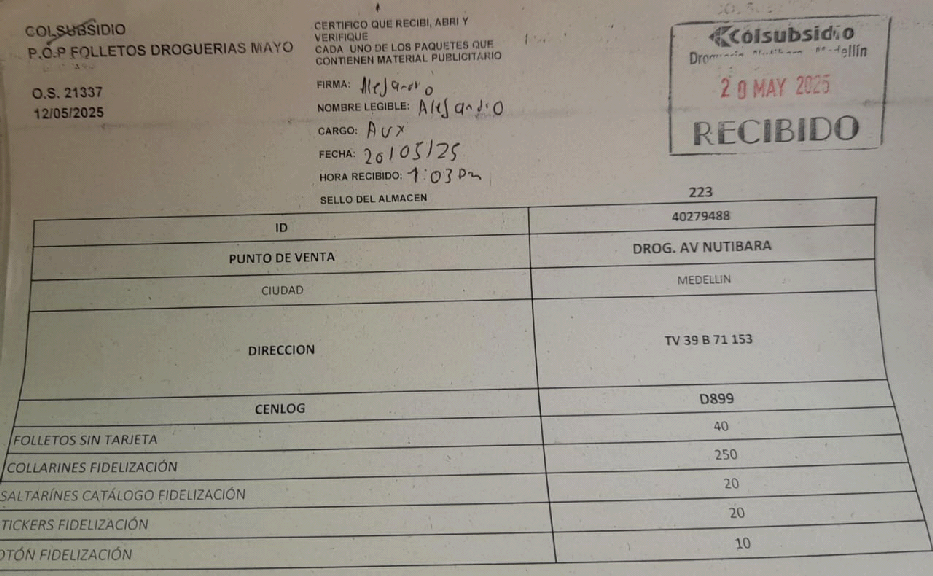 COLSUBSIDIO
P.O.P FOLLETOS DROGUERIAS MAYO
O.S. 21337
12/05/2025
CERTIFICO QUE RECIBI, ABRI Y
VERIFIQUE
CADA UNO DE LOS PAQUETES QUE
CONTIENEN MATERIAL PUBLICITARIO
FIRMA: Alejandro
NOMBRE LEGIBLE: Alejandro
CARGO: Aux
FECHA: 20/05/25
HORA RECIBIDO: 1:03 Pm
SELLO DEL ALMACEN
Colsubsidio
20 MAY 2025
RECIBIDO
223
ID 40279488
PUNTO DE VENTA DROG. AV NUTIBARA
CIUDAD MEDELLIN
DIRECCION TV 39 B 71 153
CENLOG D899
FOLLETOS SIN TARJETA 40
COLLARINES FIDELIZACIÓN 250
SALTARÍNES CATÁLOGO FIDELIZACIÓN 20
TICKERS FIDELIZACIÓN 20
OTÓN FIDELIZACIÓN 10